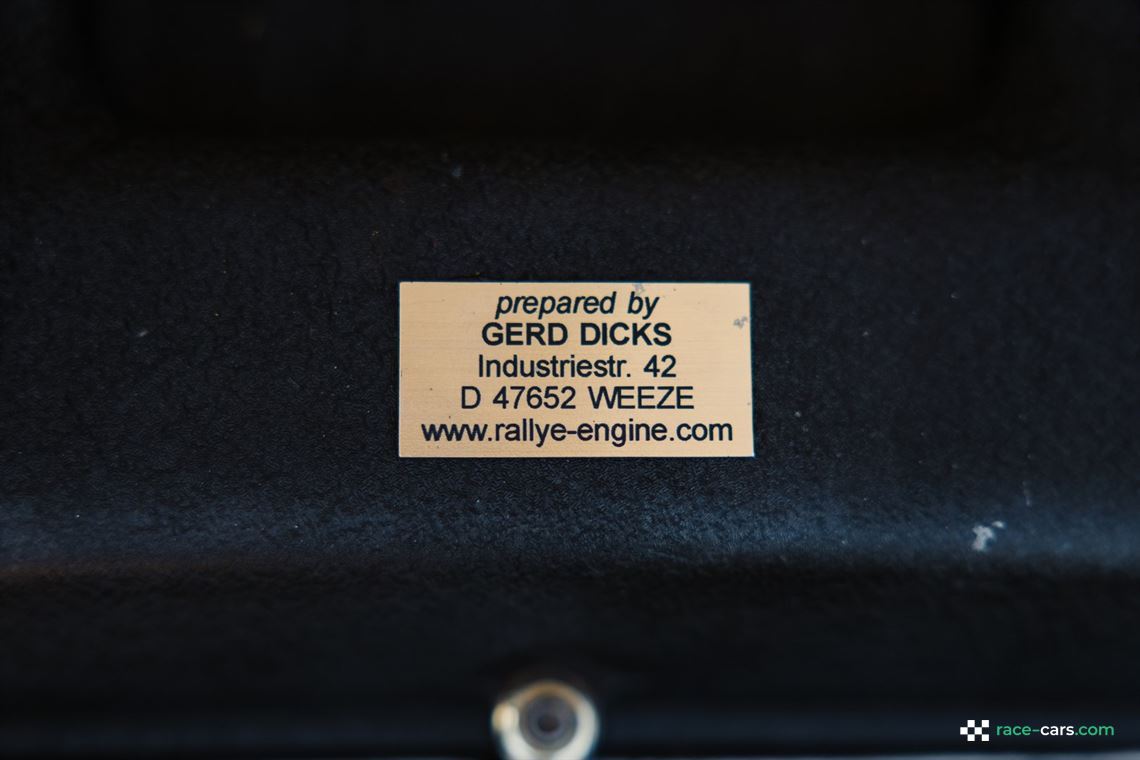 prepared by
GERD DICKS
Industriestr. 42
D 47652 WEEZE
www.rallye-engine.com
race-cars.com